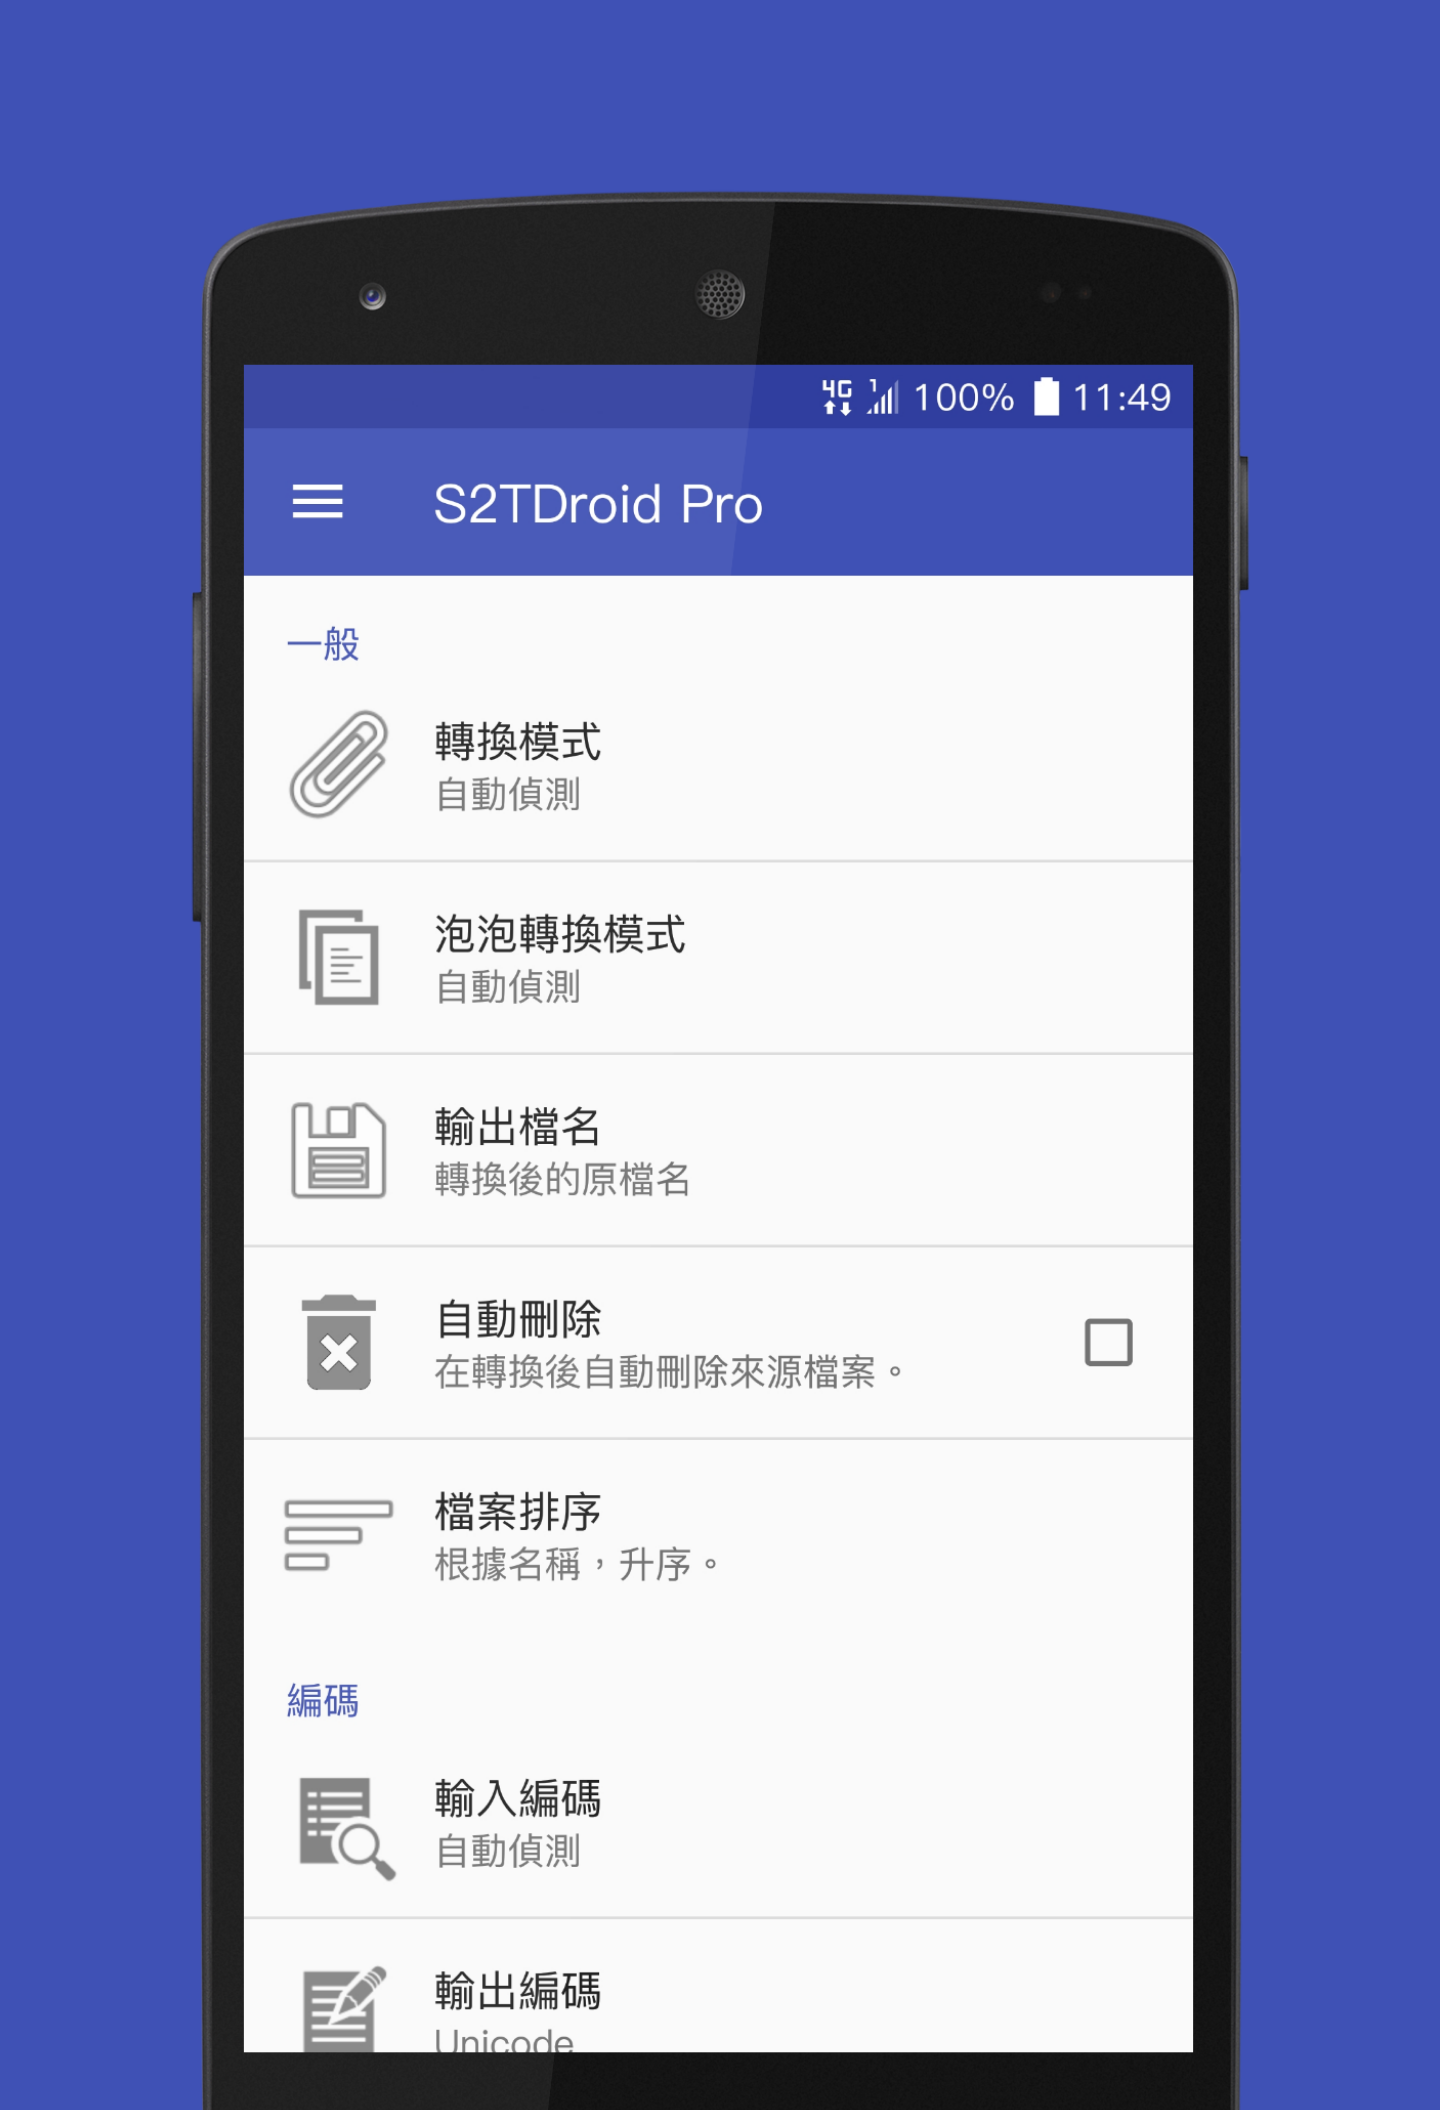 4G 1 100% 11:49
S2TDroid Pro
一般
轉換模式
自動偵測
泡泡轉換模式
自動偵測
輸出檔名
轉換後的原檔名
自動刪除
在轉換後自動刪除來源檔案。
檔案排序
根據名稱，升序。
編碼
輸入編碼
自動偵測
輸出編碼
Unicode